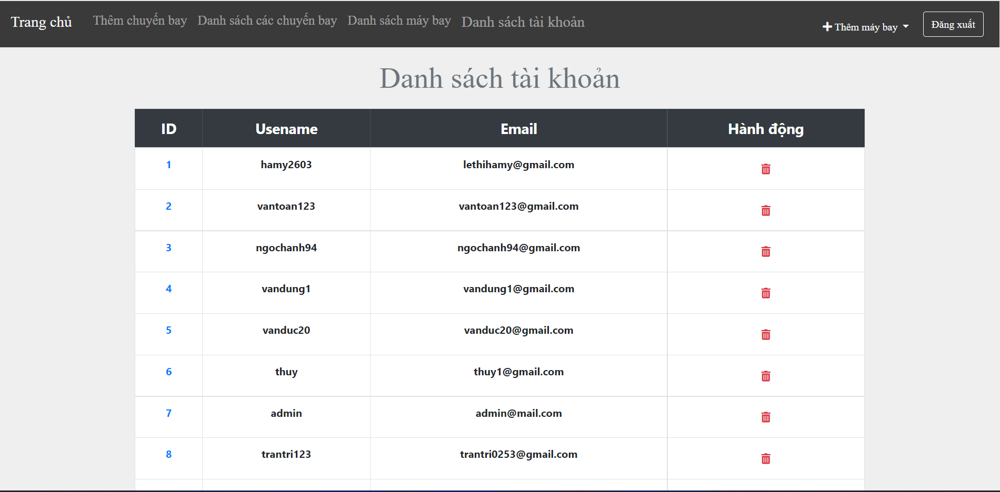 Trang chủ Thêm chuyến bay Danh sách các chuyến bay Danh sách máy bay Danh sách tài khoản Thêm máy bay Đăng xuất
Danh sách tài khoản
ID Usename Email Hành động
1 hamy2603 lethihamy@gmail.com
2 vantoan123 vantoan123@gmail.com
3 ngochanh94 ngochanh94@gmail.com
4 vandung1 vandung1@gmail.com
5 vanduc20 vanduc20@gmail.com
6 thuy thuy1@gmail.com
7 admin admin@mail.com
8 trantri123 trantri0253@gmail.com